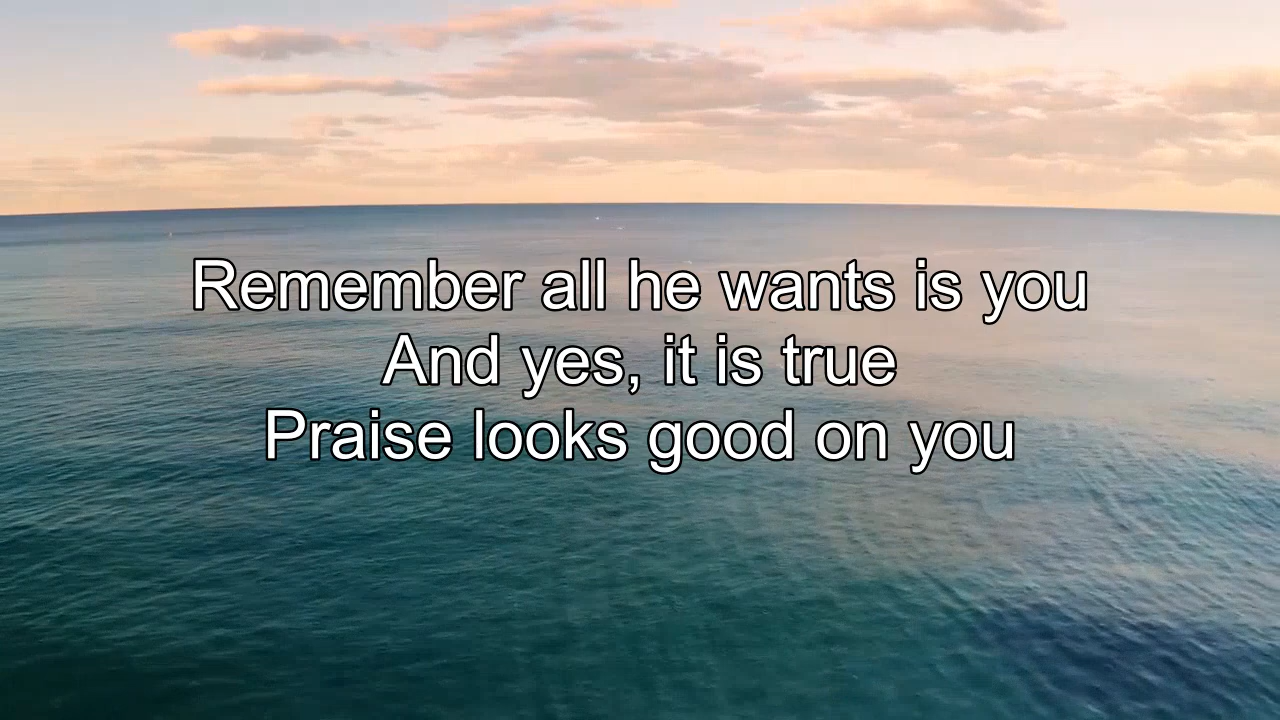 Remember all he wants is you
And yes, it is true
Praise looks good on you